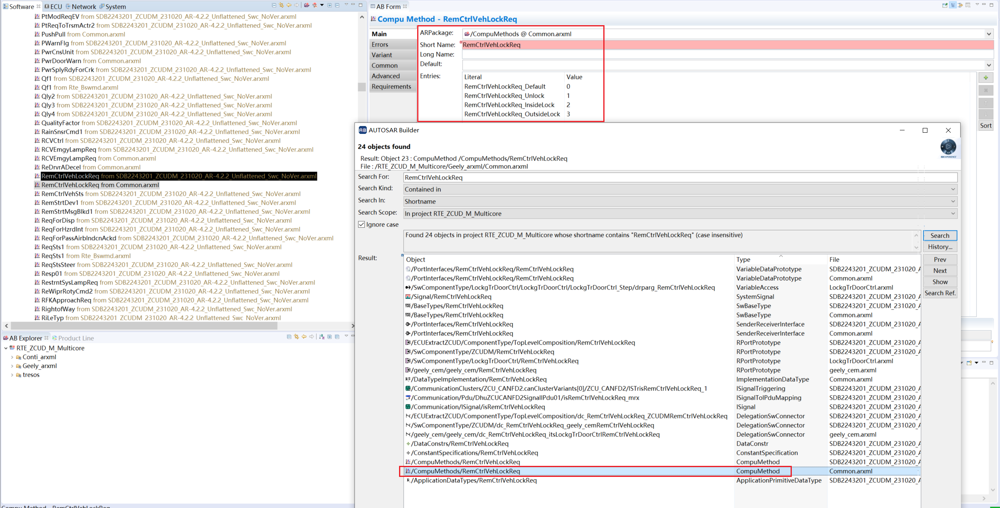 Software ECU Network System
PtModReqEV from SDB2243201_ZCUDM_231020_AR-4.2.2_Unflattened_Swc_NoVer.arxml
PtReqToTrsmActr2 from SDB2243201_ZCUDM_231020_AR-4.2.2_Unflattened_Swc_NoVer.arxml
PushPull from Common.arxml
PWarnFlg from SDB2243201_ZCUDM_231020_AR-4.2.2_Unflattened_Swc_NoVer.arxml
PwrCnsUnit from SDB2243201_ZCUDM_231020_AR-4.2.2_Unflattened_Swc_NoVer.arxml
PwrDoorWarn from Common.arxml
PwrSplyRdyForCrk from SDB2243201_ZCUDM_231020_AR-4.2.2_Unflattened_Swc_NoVer.arxml
Qf1 from SDB2243201_ZCUDM_231020_AR-4.2.2_Unflattened_Swc_NoVer.arxml
Qf1 from Rte_Bswmd.arxml
Qly2 from SDB2243201_ZCUDM_231020_AR-4.2.2_Unflattened_Swc_NoVer.arxml
Qly3 from SDB2243201_ZCUDM_231020_AR-4.2.2_Unflattened_Swc_NoVer.arxml
Qly4 from SDB2243201_ZCUDM_231020_AR-4.2.2_Unflattened_Swc_NoVer.arxml
QualityFactor from SDB2243201_ZCUDM_231020_AR-4.2.2_Unflattened_Swc_NoVer.arxml
RainSnsrCmd1 from SDB2243201_ZCUDM_231020_AR-4.2.2_Unflattened_Swc_NoVer.arxml
RCVCtrl from SDB2243201_ZCUDM_231020_AR-4.2.2_Unflattened_Swc_NoVer.arxml
RCVEmgyLampReq from SDB2243201_ZCUDM_231020_AR-4.2.2_Unflattened_Swc_NoVer.arxml
RCVEmgyLampReq from Common.arxml
ReDrvrADecel from Common.arxml
RemCtrlVehLockReq from SDB2243201_ZCUDM_231020_AR-4.2.2_Unflattened_Swc_NoVer.arxml
RemCtrlVehLockReq from Common.arxml
RemCtrlVehSts from SDB2243201_ZCUDM_231020_AR-4.2.2_Unflattened_Swc_NoVer.arxml
RemStrtDev1 from SDB2243201_ZCUDM_231020_AR-4.2.2_Unflattened_Swc_NoVer.arxml
RemStrtMsgBlkd1 from SDB2243201_ZCUDM_231020_AR-4.2.2_Unflattened_Swc_NoVer.arxml
ReqForDisp from SDB2243201_ZCUDM_231020_AR-4.2.2_Unflattened_Swc_NoVer.arxml
ReqForHzrdInt from SDB2243201_ZCUDM_231020_AR-4.2.2_Unflattened_Swc_NoVer.arxml
ReqForPassAirbIndcnAckd from SDB2243201_ZCUDM_231020_AR-4.2.2_Unflattened_Swc_NoVer.arxml
ReqSts1 from SDB2243201_ZCUDM_231020_AR-4.2.2_Unflattened_Swc_NoVer.arxml
ReqSts1 from Rte_Bswmd.arxml
ReqStsSteer from SDB2243201_ZCUDM_231020_AR-4.2.2_Unflattened_Swc_NoVer.arxml
Resp01 from SDB2243201_ZCUDM_231020_AR-4.2.2_Unflattened_Swc_NoVer.arxml
RestrntSysLampReq from SDB2243201_ZCUDM_231020_AR-4.2.2_Unflattened_Swc_NoVer.arxml
ReWiprRotyCmd2 from SDB2243201_ZCUDM_231020_AR-4.2.2_Unflattened_Swc_NoVer.arxml
RFKApproachReq from SDB2243201_ZCUDM_231020_AR-4.2.2_Unflattened_Swc_NoVer.arxml
RightofWay from SDB2243201_ZCUDM_231020_AR-4.2.2_Unflattened_Swc_NoVer.arxml
RiLeTyp from SDB2243201_ZCUDM_231020_AR-4.2.2_Unflattened_Swc_NoVer.arxml
AB Explorer Product Line
RTE_ZCUD_M_Multicore
Conti_arxml
Geely_arxml
tresos
Compu Method - RemCtrlVehLockReq
AB Form
Compu Method - RemCtrlVehLockReq
Main
Errors
Variant
Common
Advanced
Requirements
ARPackage: /CompuMethods @ Common.arxml
Short Name: RemCtrlVehLockReq
Long Name:
Default:
Entries: Literal Value
RemCtrlVehLockReq_Default 0
RemCtrlVehLockReq_Unlock 1
RemCtrlVehLockReq_InsideLock 2
RemCtrlVehLockReq_OutsideLock 3
Sort
AB AUTOSAR Builder
24 objects found
3DEXPERIENCE
Result: Object 23 : CompuMethod /CompuMethods/RemCtrlVehLockReq
File : /RTE_ZCUD_M_Multicore/Geely_arxml/Common.arxml
Search For: RemCtrlVehLockReq
Search Kind: Contained in
Search In: Shortname
Search Scope: In project RTE_ZCUD_M_Multicore
Ignore case
Found 24 objects in project RTE_ZCUD_M_Multicore whose shortname contains "RemCtrlVehLockReq" (case insensitive)
Search
History...
Prev
Next
Show
Search Ref.
Result: Object Type File
/PortInterfaces/RemCtrlVehLockReq/RemCtrlVehLockReq VariableDataPrototype SDB2243201_ZCUDM_231020_A
/PortInterfaces/RemCtrlVehLockReq/RemCtrlVehLockReq VariableDataPrototype Common.arxml
/SwComponentType/LockgTrDoorCtrl/LockgTrDoorCtrl/LockgTrDoorCtrl_Step/drparg_RemCtrlVehLockReq VariableAccess LockgTrDoorCtrl.arxml
/Signal/RemCtrlVehLockReq SystemSignal SDB2243201_ZCUDM_231020_A
/BaseTypes/RemCtrlVehLockReq SwBaseType SDB2243201_ZCUDM_231020_A
/BaseTypes/RemCtrlVehLockReq SwBaseType Common.arxml
/PortInterfaces/RemCtrlVehLockReq SenderReceiverInterface SDB2243201_ZCUDM_231020_A
/PortInterfaces/RemCtrlVehLockReq SenderReceiverInterface Common.arxml
/ECUExtractZCUD/ComponentType/TopLevelComposition/RemCtrlVehLockReq RPortPrototype SDB2243201_ZCUDM_231020_A
/SwComponentType/ZCUDM/RemCtrlVehLockReq RPortPrototype SDB2243201_ZCUDM_231020_A
/SwComponentType/LockgTrDoorCtrl/RemCtrlVehLockReq RPortPrototype LockgTrDoorCtrl.arxml
/geely_cem/geely_cem/RemCtrlVehLockReq RPortPrototype geely_cem.arxml
/DataTypeImplementation/RemCtrlVehLockReq ImplementationDataType Common.arxml
/CommunicationClusters/ZCU_CANFD2.canClusterVariants[0]/ZCU_CANFD2/ISTrisRemCtrlVehLockReq_1 ISignalTriggering SDB2243201_ZCUDM_231020_A
/Communication/Pdu/DhuZCUCANFD2SignalIPdu01/isRemCtrlVehLockReq_mrx ISignalToIPduMapping SDB2243201_ZCUDM_231020_A
/Communication/ISignal/isRemCtrlVehLockReq ISignal SDB2243201_ZCUDM_231020_A
/ECUExtractZCUD/ComponentType/TopLevelComposition/dc_RemCtrlVehLockReq_ZCUDMRemCtrlVehLockReq DelegationSwConnector SDB2243201_ZCUDM_231020_A
/SwComponentType/ZCUDM/dc_RemCtrlVehLockReq_geely_cemRemCtrlVehLockReq DelegationSwConnector SDB2243201_ZCUDM_231020_A
/geely_cem/geely_cem/dc_RemCtrlVehLockReq_itsLockgTrDoorCtrlRemCtrlVehLockReq DelegationSwConnector geely_cem.arxml
/DataConstrs/RemCtrlVehLockReq DataConstr SDB2243201_ZCUDM_231020_A
/ConstantSpecifications/RemCtrlVehLockReq ConstantSpecification SDB2243201_ZCUDM_231020_A
/CompuMethods/RemCtrlVehLockReq CompuMethod SDB2243201_ZCUDM_231020_A
/CompuMethods/RemCtrlVehLockReq CompuMethod Common.arxml
/ApplicationDataTypes/RemCtrlVehLockReq ApplicationPrimitiveDataType SDB2243201_ZCUDM_231020_A